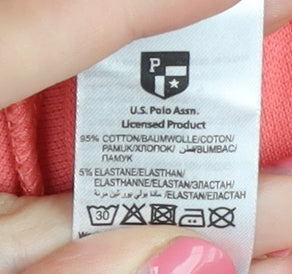 P
U.S. Polo Assn.
Licensed Product
95% COTTON/BAUMWOLLE/COTON/
PAMUK/ХЛОПОК/قطن/BUMBAC/
ПАМУК
5% ELASTANE/ELASTHAN/
ELASTHANNE/ELASTAN/ЭЛАСТАН/
/ELASTAN/ЕЛАСТАН
30